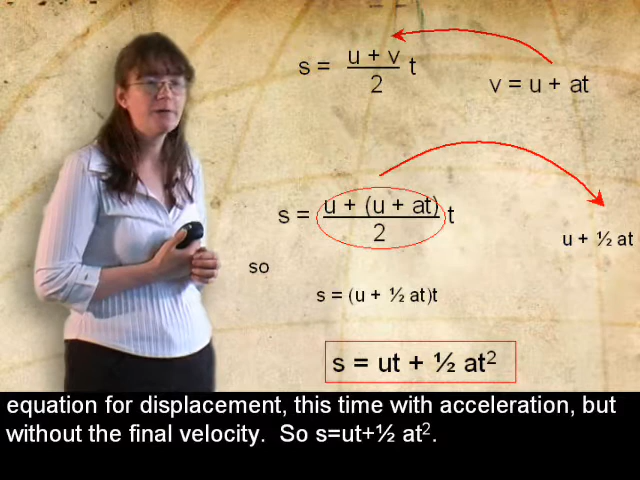 s = u + v / 2 t
v = u + at
s = u + (u + at) / 2 t
u + ½ at
so
s = (u + ½ at)t
s = ut + ½ at²
equation for displacement, this time with acceleration, but
without the final velocity. So s=ut+½ at².